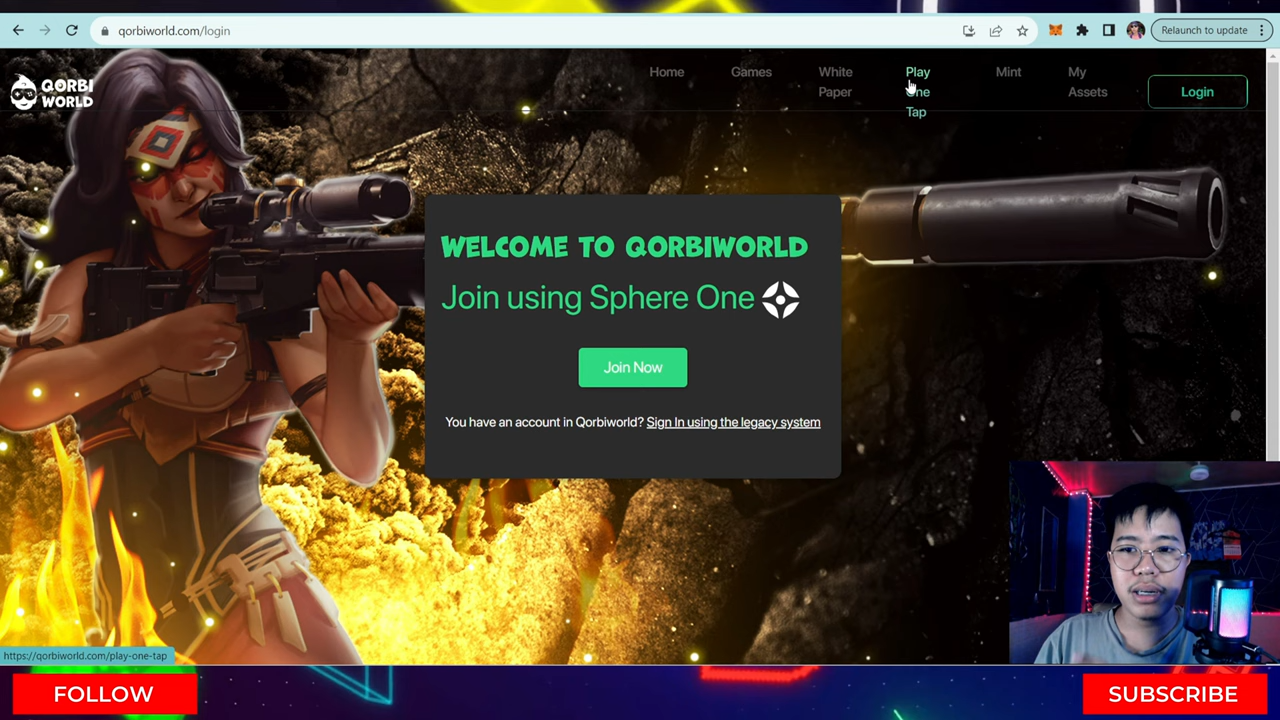 qorbiworld.com/login
Relaunch to update
QORBI
WORLD
Home
Games
White
Paper
Play
One
Tap
Mint
My
Assets
Login
WELCOME TO QORBIWORLD
Join using Sphere One
Join Now
You have an account in Qorbiworld? Sign In using the legacy system
https://qorbiworld.com/play-one-tap
FOLLOW
SUBSCRIBE